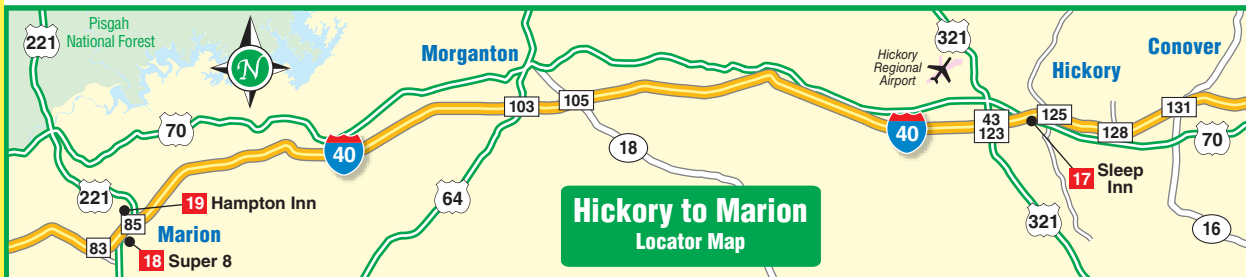 221
Pisgah
National Forest
N
Morganton
321
Hickory
Regional
Airport
Hickory
Conover
70
40
103
105
18
40
43
123
125
128
131
70
17 Sleep
Inn
221
19 Hampton Inn
85
83
Marion
18 Super 8
64
Hickory to Marion
Locator Map
321
16